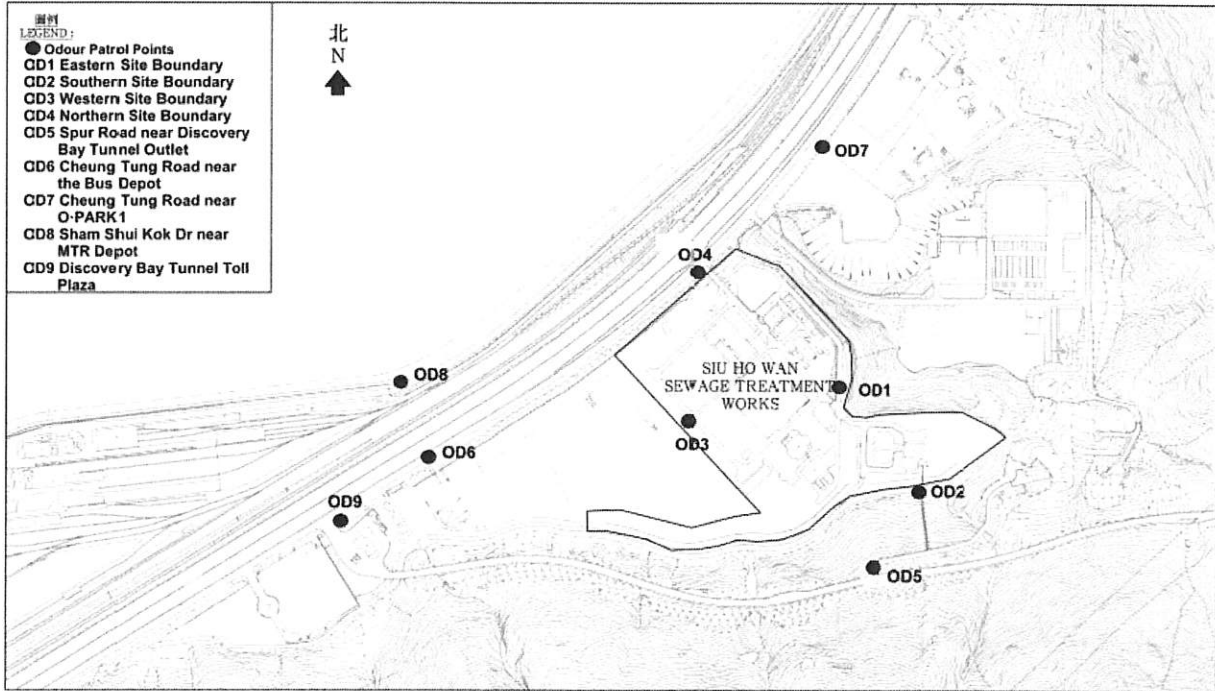 圖例
LEGEND :
Odour Patrol Points
OD1 Eastern Site Boundary
OD2 Southern Site Boundary
OD3 Western Site Boundary
OD4 Northern Site Boundary
OD5 Spur Road near Discovery
Bay Tunnel Outlet
OD6 Cheung Tung Road near
the Bus Depot
OD7 Cheung Tung Road near
O·PARK1
OD8 Sham Shui Kok Dr near
MTR Depot
OD9 Discovery Bay Tunnel Toll
Plaza
北
N
OD7
OD4
OD8
SIU HO WAN
SEWAGE TREATMENT
WORKS
OD1
OD3
OD6
OD2
OD9
OD5